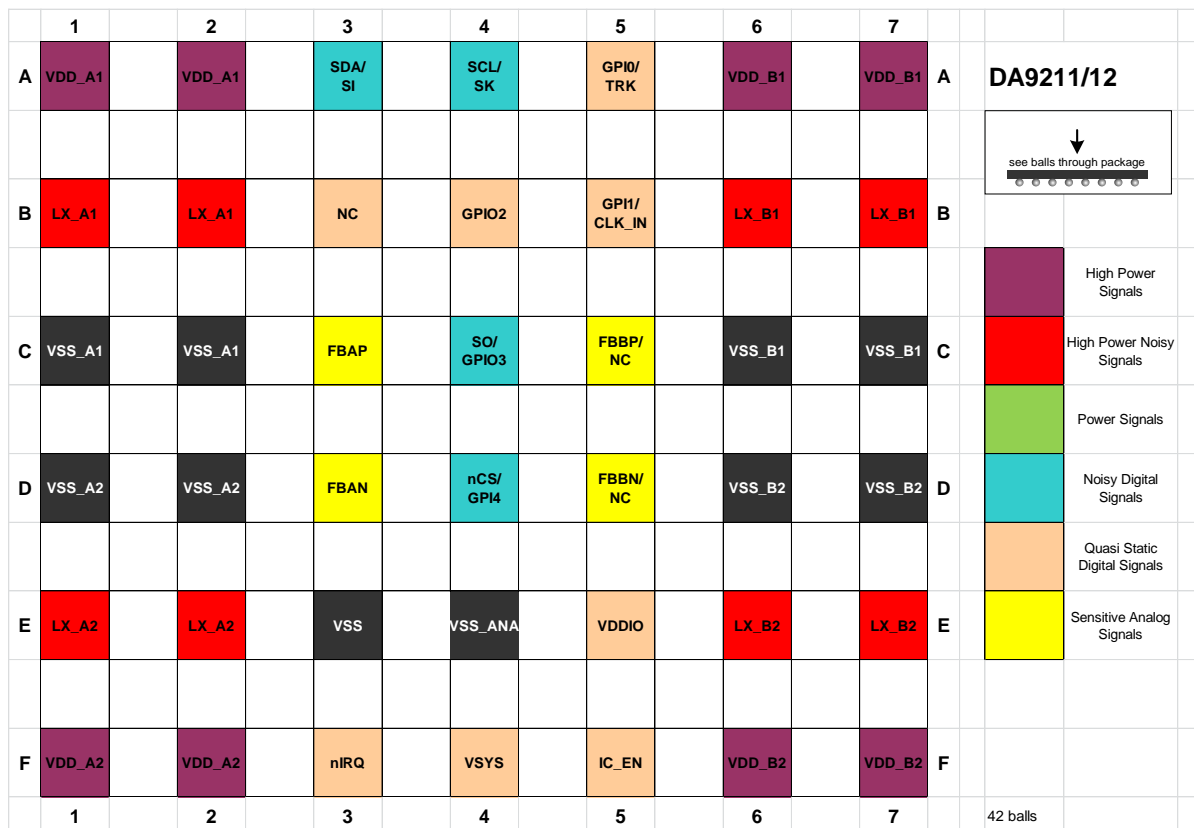 1 2 3 4 5 6 7
A VDD_A1 VDD_A1 SDA/ SCL/ GPI0/ VDD_B1 VDD_B1 A DA9211/12
SI SK TRK
see balls through package
B LX_A1 LX_A1 NC GPIO2 GPI1/ LX_B1 LX_B1 B
CLK_IN
High Power
Signals
C VSS_A1 VSS_A1 FBAP SO/ FBBP/ VSS_B1 VSS_B1 C
GPIO3 NC
High Power Noisy
Signals
Power Signals
D VSS_A2 VSS_A2 FBAN nCS/ FBBN/ VSS_B2 VSS_B2 D
GPI4 NC
Noisy Digital
Signals
Quasi Static
Digital Signals
E LX_A2 LX_A2 VSS VSS_ANA VDDIO LX_B2 LX_B2 E
Sensitive Analog
Signals
F VDD_A2 VDD_A2 nIRQ VSYS IC_EN VDD_B2 VDD_B2 F
1 2 3 4 5 6 7 42 balls